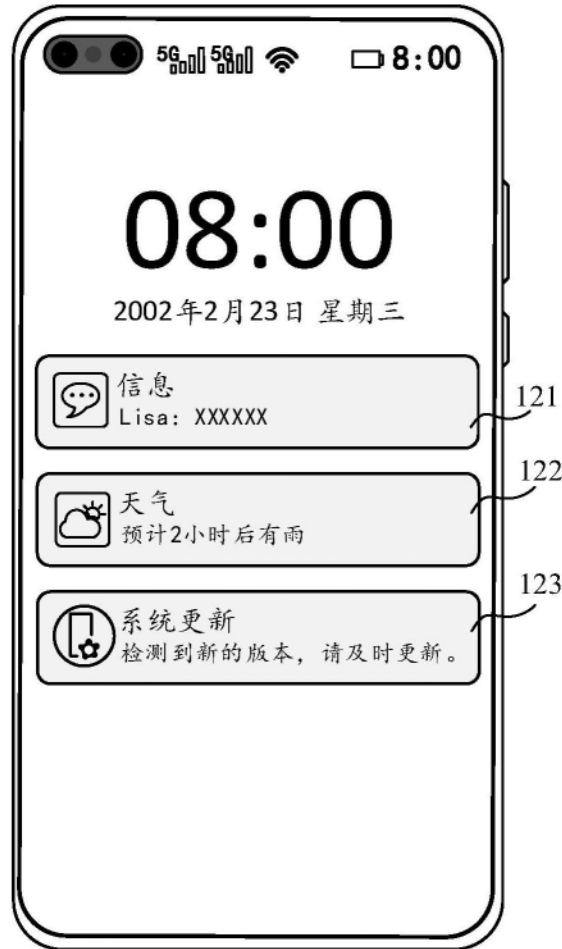 5G 5G 8:00
08:00
2002年2月23日 星期三
信息
Lisa: XXXXXX
121
天气
预计2小时后有雨
122
系统更新
检测到新的版本，请及时更新。
123